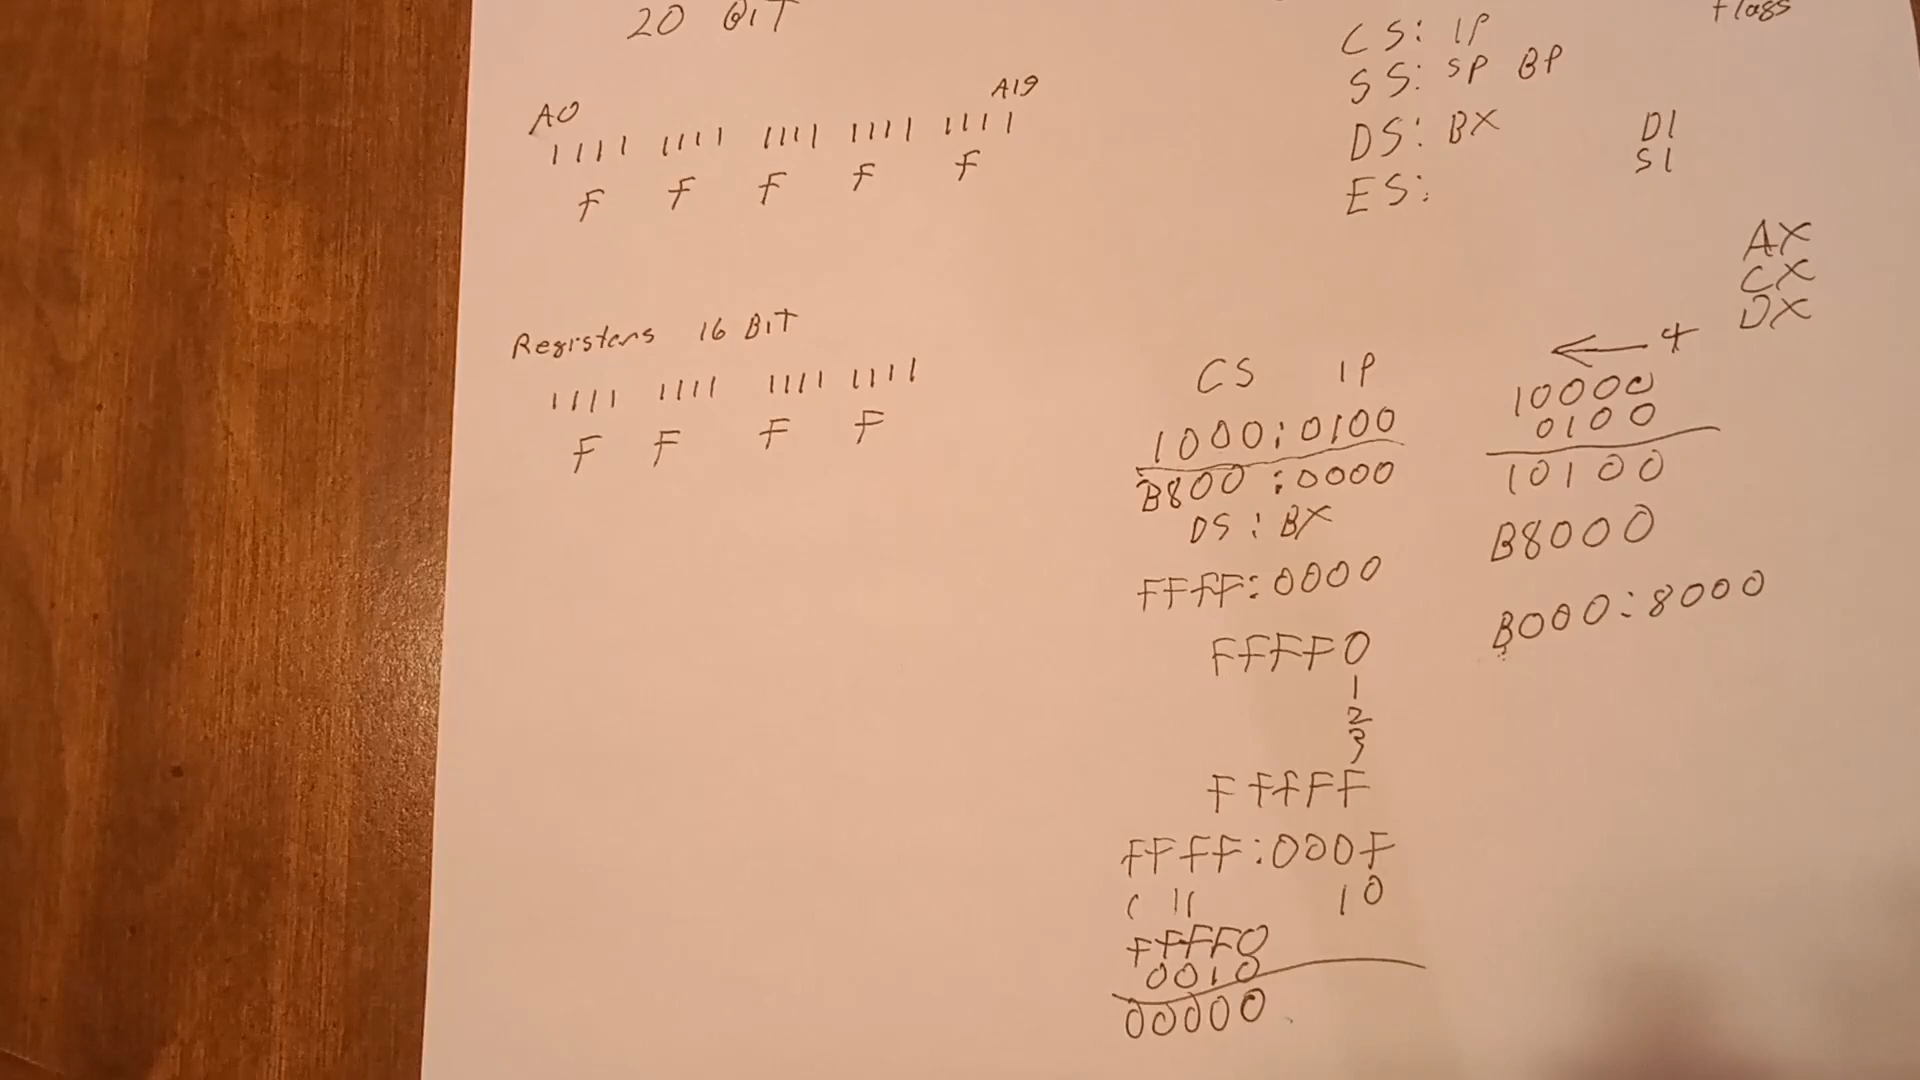 20 BIT
A0 A19
1111 1111 1111 1111 1111
F F F F F
Registers 16 BIT
1111 1111 1111 1111
F F F F
Flags
CS: IP
SS: SP BP
DS: BX
ES:
DI
SI
AX
CX
DX
CS IP
1000:0100
B800:0000
DS:BX
FFFF:0000
FFFF0
1
2
3
FFFFF
FFFF:000F
10
FFFF0
0010
00000
← 4
10000
0100
10100
B8000
B000:8000